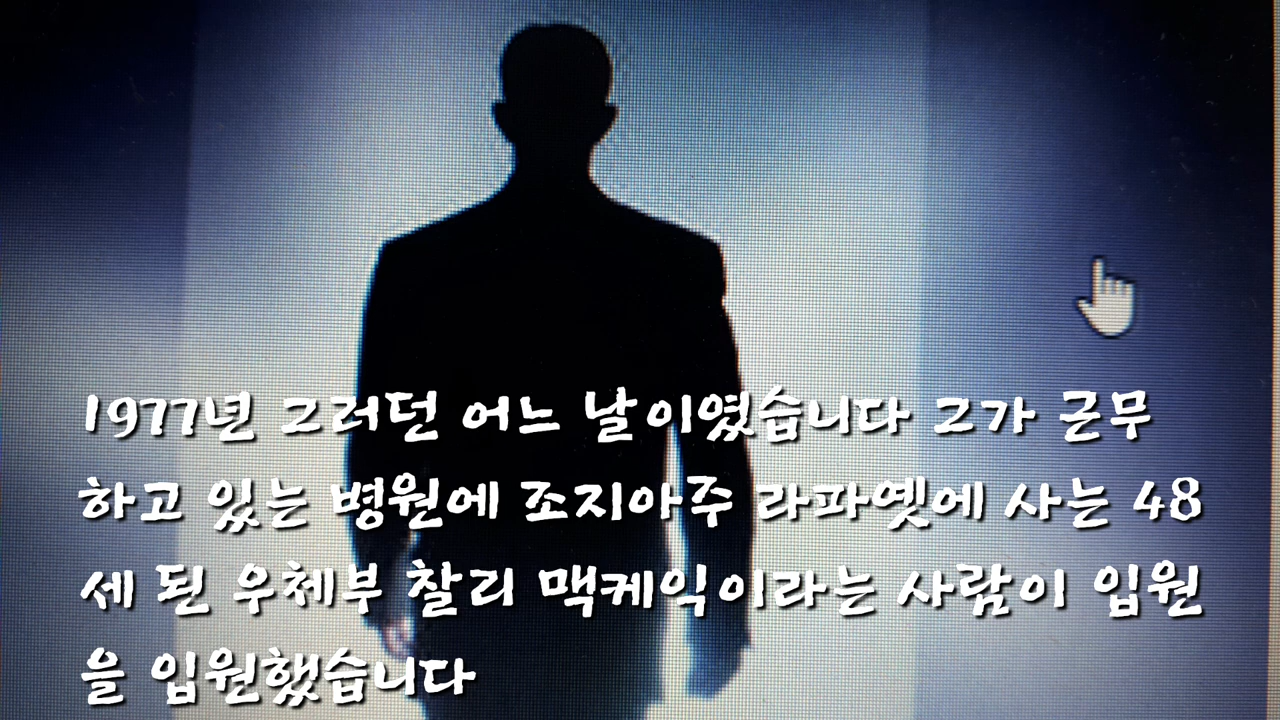 1977년 그러던 어느 날이였습니다 그가 근무
하고 있는 병원에 조지아주 라파옛에 사는 48
세 된 우체부 찰리 맥케익이라는 사람이 입원
을 입원했습니다